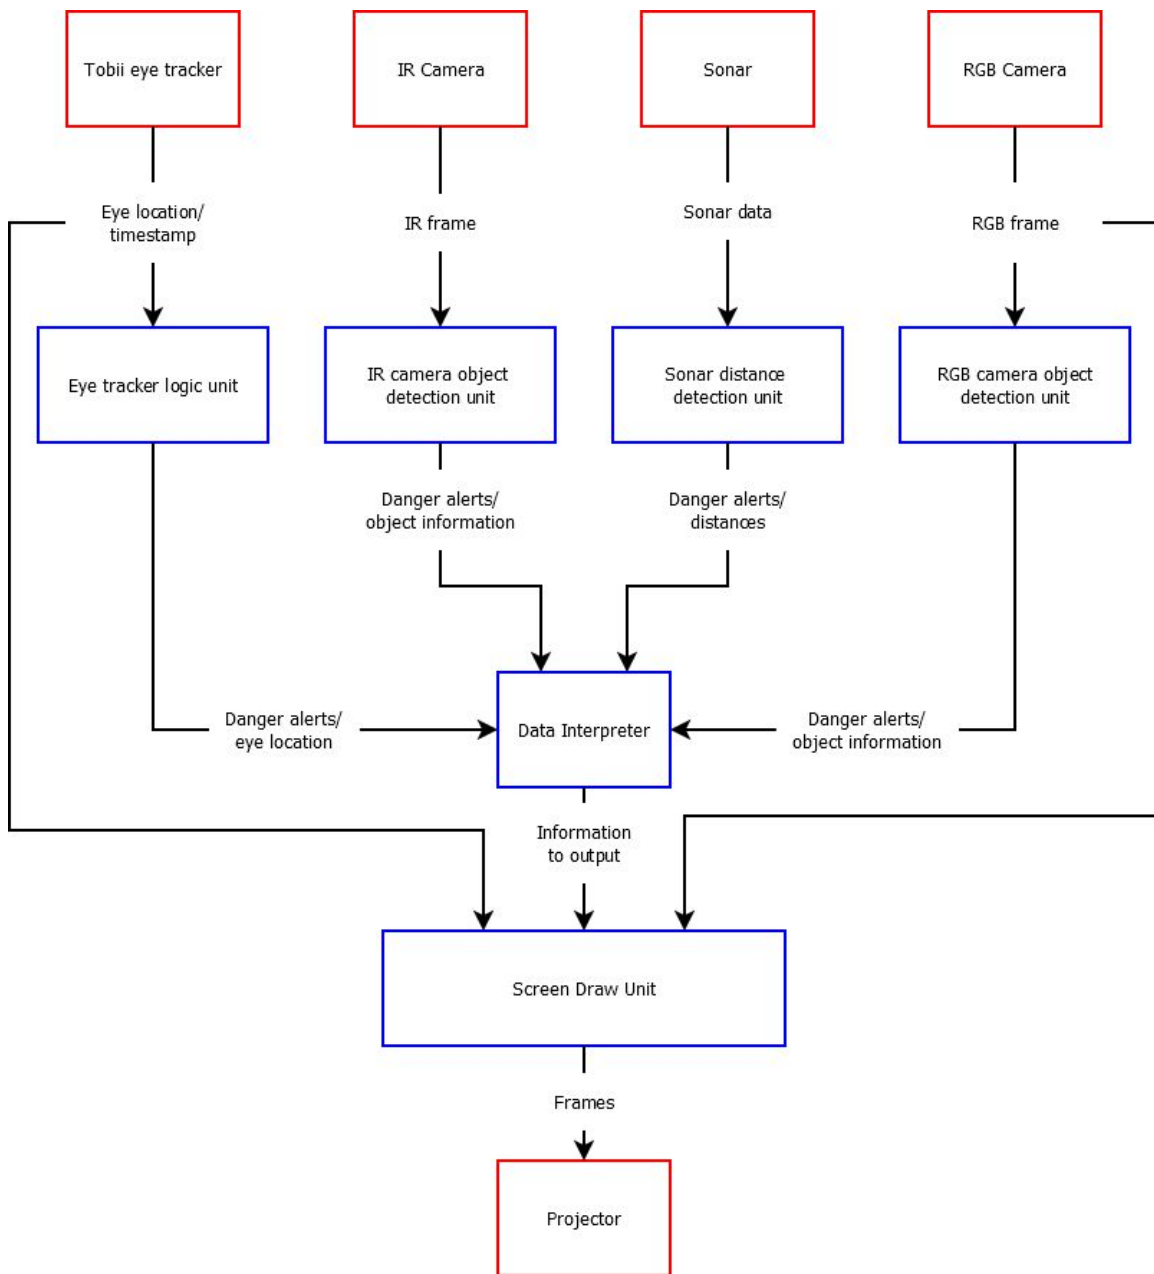 Tobii eye tracker
IR Camera
Sonar
RGB Camera
Eye location/
timestamp
IR frame
Sonar data
RGB frame
Eye tracker logic unit
IR camera object
detection unit
Sonar distance
detection unit
RGB camera object
detection unit
Danger alerts/
object information
Danger alerts/
distances
Danger alerts/
eye location
Data Interpreter
Danger alerts/
object information
Information
to output
Screen Draw Unit
Frames
Projector